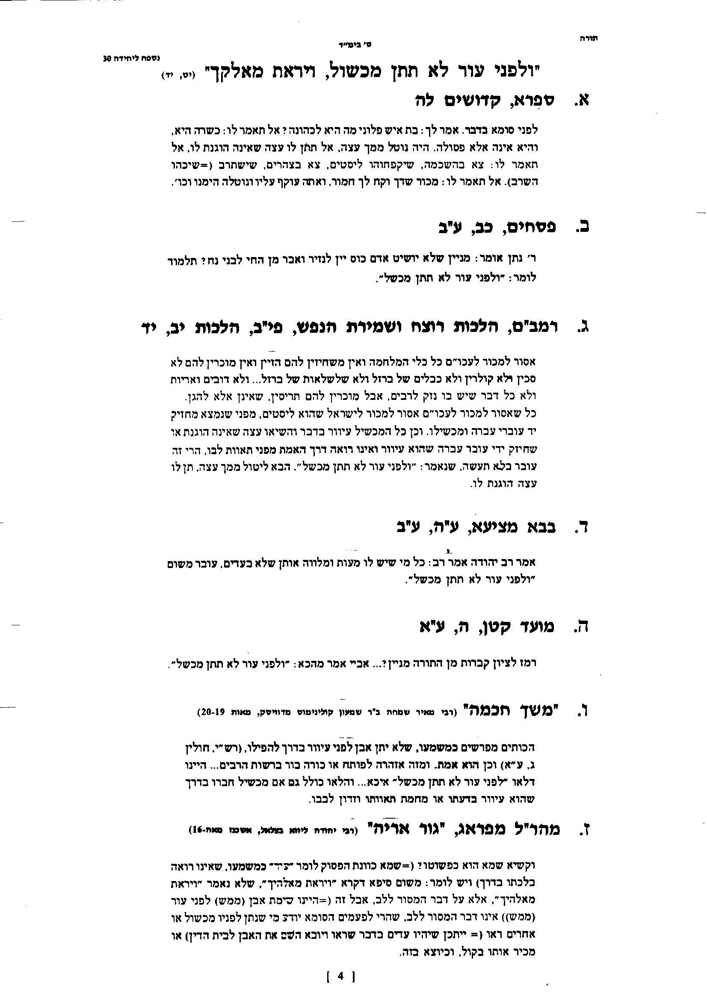 תורה
ט' בימ"ד
נספח ליחידה 30
"ולפני עור לא תתן מכשול, ויראת מאלקך" (יט, יד)
א. ספרא, קדושים לה
לפני סומא בדבר. אמר לך: בת איש פלוני מה היא לכהונה? אל תאמר לו: כשרה היא,
והיא אינה אלא פסולה. היה נוטל ממך עצה, אל תתן לו עצה שאינה הוגנת לו, אל
תאמר לו: צא בהשכמה, שיקפחוהו ליסטים, צא בצהרים, שישתרב (=שיכהו
השרב). אל תאמר לו: מכור שדך וקח לך חמור, ואתה עוקף עליו ונוטלה הימנו וכו'.
ב. פסחים, כב, ע"ב
ר' נתן אומר: מניין שלא יושיט אדם כוס יין לנזיר ואבר מן החי לבני נח? תלמוד
לומר: "ולפני עור לא תתן מכשל".
ג. רמב"ם, הלכות רוצח ושמירת הנפש, פי"ב, הלכות יב, יד
אסור למכור לעכו"ם כל כלי המלחמה ואין משחיזין להם הזיין ואין מוכרין להם לא
סכין ולא קולרין ולא כבלים של ברזל ולא שלשלאות של ברזל... ולא דובים ואריות
ולא כל דבר שיש בו נזק לרבים, אבל מוכרין להם תריסין, שאינן אלא להגן.
כל שאסור למכור לעכו"ם אסור למכור לישראל שהוא ליסטים, מפני שנמצא מחזיק
יד עוברי עברה ומכשילו. וכן כל המכשיל עיוור בדבר והשיאו עצה שאינה הוגנת או
שחיזק ידי עובר עברה שהוא עיוור ואינו רואה דרך האמת מפני תאוות לבו, הרי זה
עובר בלא תעשה, שנאמר: "ולפני עור לא תתן מכשל". הבא ליטול ממך עצה, תן לו
עצה הוגנת לו.
ד. בבא מציעא, ע"ה, ע"ב
אמר רב יהודה אמר רב: כל מי שיש לו מעות ומלווה אותן שלא בעדים, עובר משום
"ולפני עור לא תתן מכשל".
ה. מועד קטן, ה, ע"א
רמז לציון קברות מן התורה מניין?... אביי אמר מהכא: "ולפני עור לא תתן מכשל".
ו. "משך חכמה" (רבי מאיר שמחה ב"ר שמעון קולינימוס מדוויסק, מאות 20-19)
הכותים מפרשים כמשמעו, שלא יתן אבן לפני עיוור בדרך להפילו, (רש"י, חולין
ג, ע"א) וכן הוא אמת. ומזה אזהרה לפותח או כורה בור ברשות הרבים... היינו
דלאו "לפני עור לא תתן מכשל" איכא... והלאו כולל גם אם מכשיל חברו בדרך
שהוא עיוור בדעתו או מחמת תאוותו וזדון לבבו.
ז. מהר"ל מפראג, "גור אריה" (רבי יהודה ליווא בצלאל, אשכנז מאה-16)
וקשיא שמא הוא כפשוטו? (=שמא כוונת הפסוק לומר "עיר" כמשמעו, שאינו רואה
בלכתו בדרך) ויש לומר: משום סיפא דקרא "ויראת מאלהיך", שלא נאמר "ויראת
מאלהיך", אלא על דבר המסור ללב, אבל זה (=היינו שימת אבן (ממש) לפני עור
(ממש)) אינו דבר המסור ללב, שהרי לפעמים הסומא יודע מי שנתן לפניו מכשול או
אחרים ראו (= ייתכן שיהיו עדים בדבר שראו ויובא השם את האבן לבית הדין) או
מכיר אותו בקול, וכיוצא בזה.
[ 4 ]